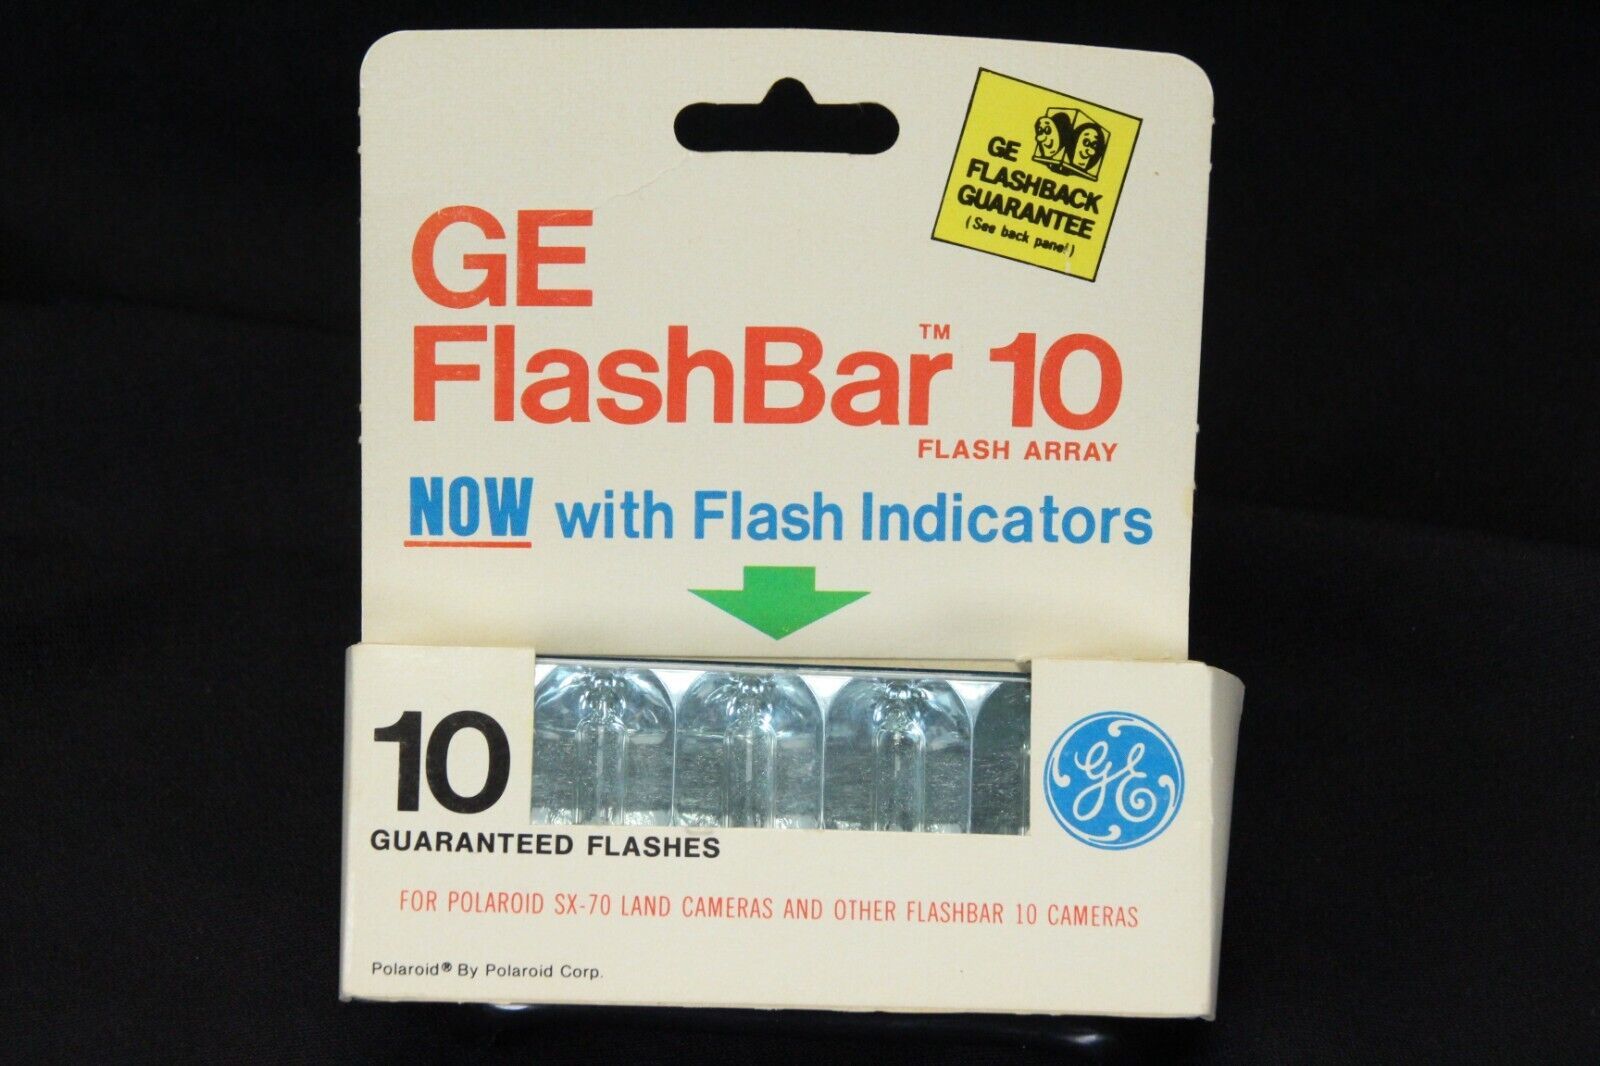 GE
FLASHBACK
GUARANTEE
(See back panel)
GE
FlashBar™ 10
FLASH ARRAY
NOW with Flash Indicators
10
GUARANTEED FLASHES
GE
FOR POLAROID SX-70 LAND CAMERAS AND OTHER FLASHBAR 10 CAMERAS
Polaroid® By Polaroid Corp.